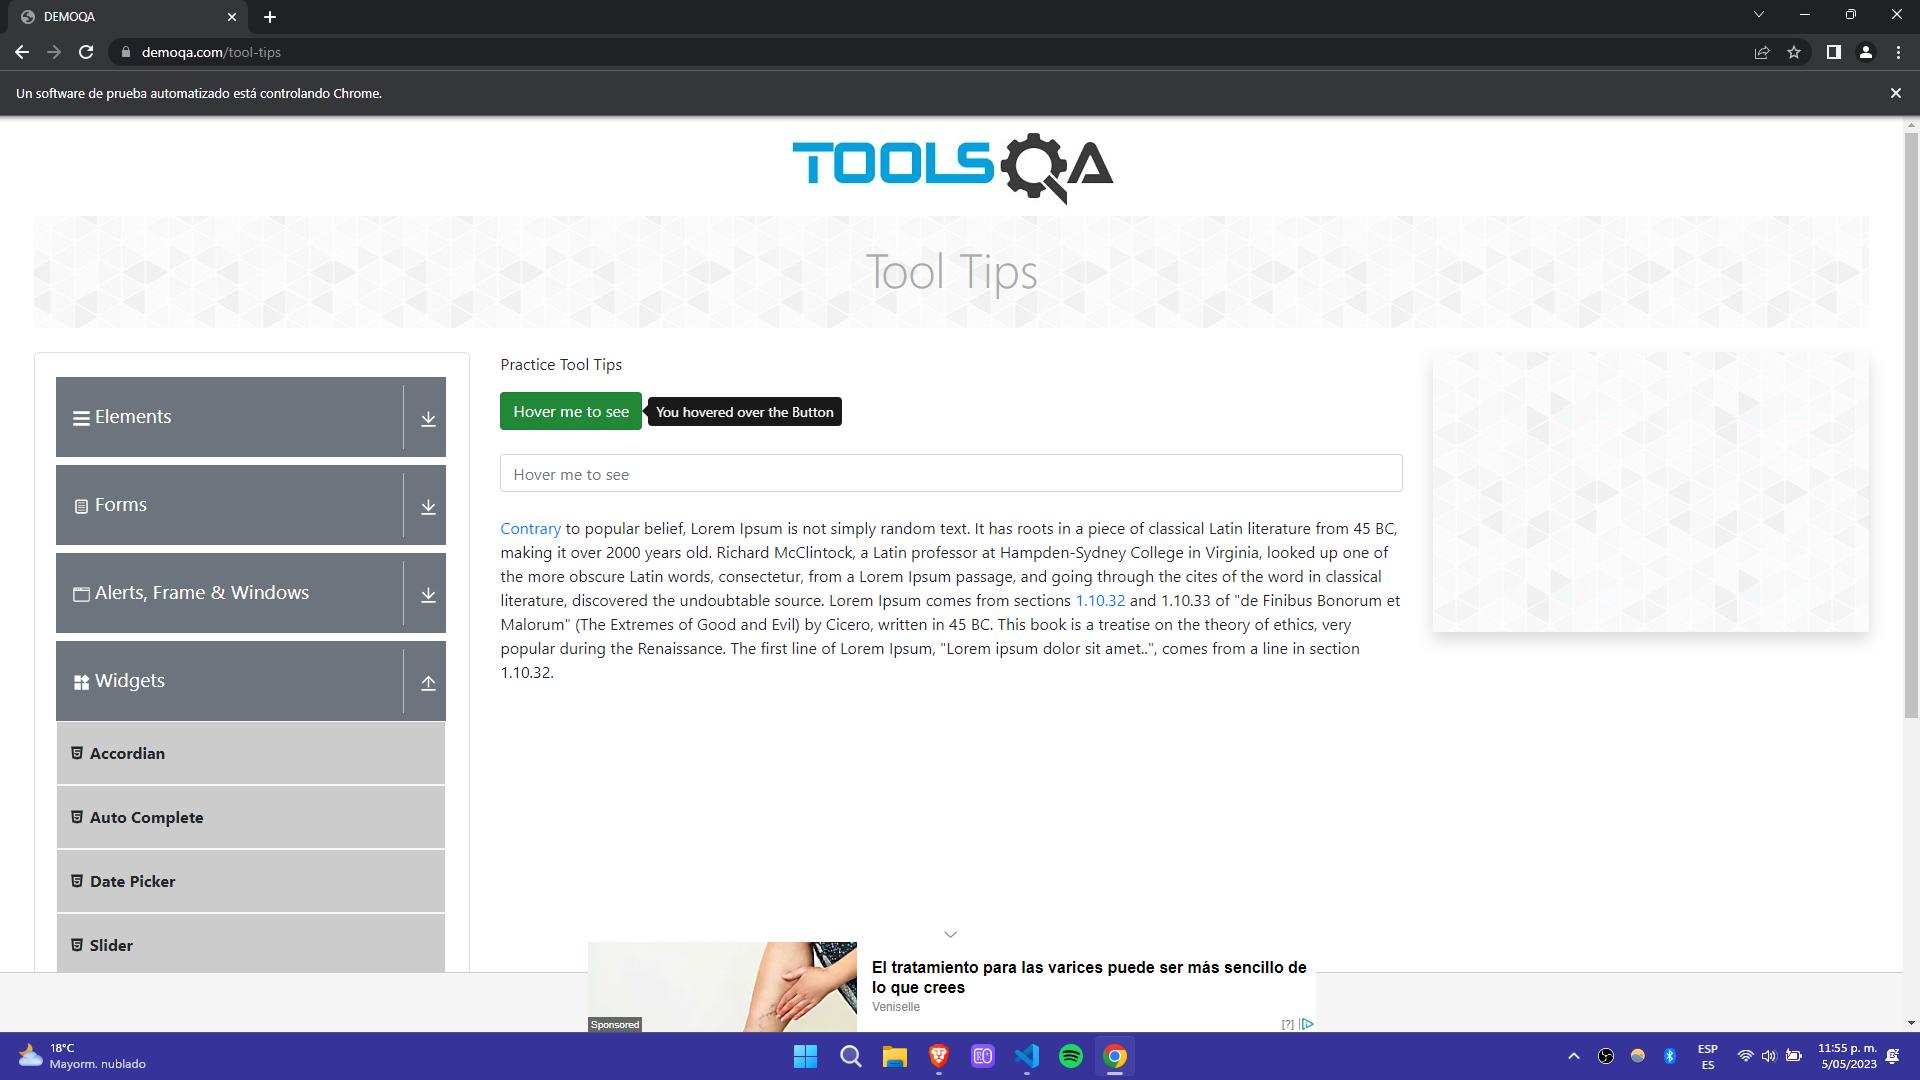 DEMOQA
demoqa.com/tool-tips
Un software de prueba automatizado está controlando Chrome.
TOOLSQA
Tool Tips
Elements
Forms
Alerts, Frame & Windows
Widgets
Accordian
Auto Complete
Date Picker
Slider
Practice Tool Tips
Hover me to see
You hovered over the Button
Hover me to see
Contrary to popular belief, Lorem Ipsum is not simply random text. It has roots in a piece of classical Latin literature from 45 BC,
making it over 2000 years old. Richard McClintock, a Latin professor at Hampden-Sydney College in Virginia, looked up one of
the more obscure Latin words, consectetur, from a Lorem Ipsum passage, and going through the cites of the word in classical
literature, discovered the undoubtable source. Lorem Ipsum comes from sections 1.10.32 and 1.10.33 of "de Finibus Bonorum et
Malorum" (The Extremes of Good and Evil) by Cicero, written in 45 BC. This book is a treatise on the theory of ethics, very
popular during the Renaissance. The first line of Lorem Ipsum, "Lorem ipsum dolor sit amet..", comes from a line in section
1.10.32.
El tratamiento para las varices puede ser más sencillo de
lo que crees
Veniselle
Sponsored
[?]
18°C
Mayorm. nublado
ESP
ES
11:55 p. m.
5/05/2023